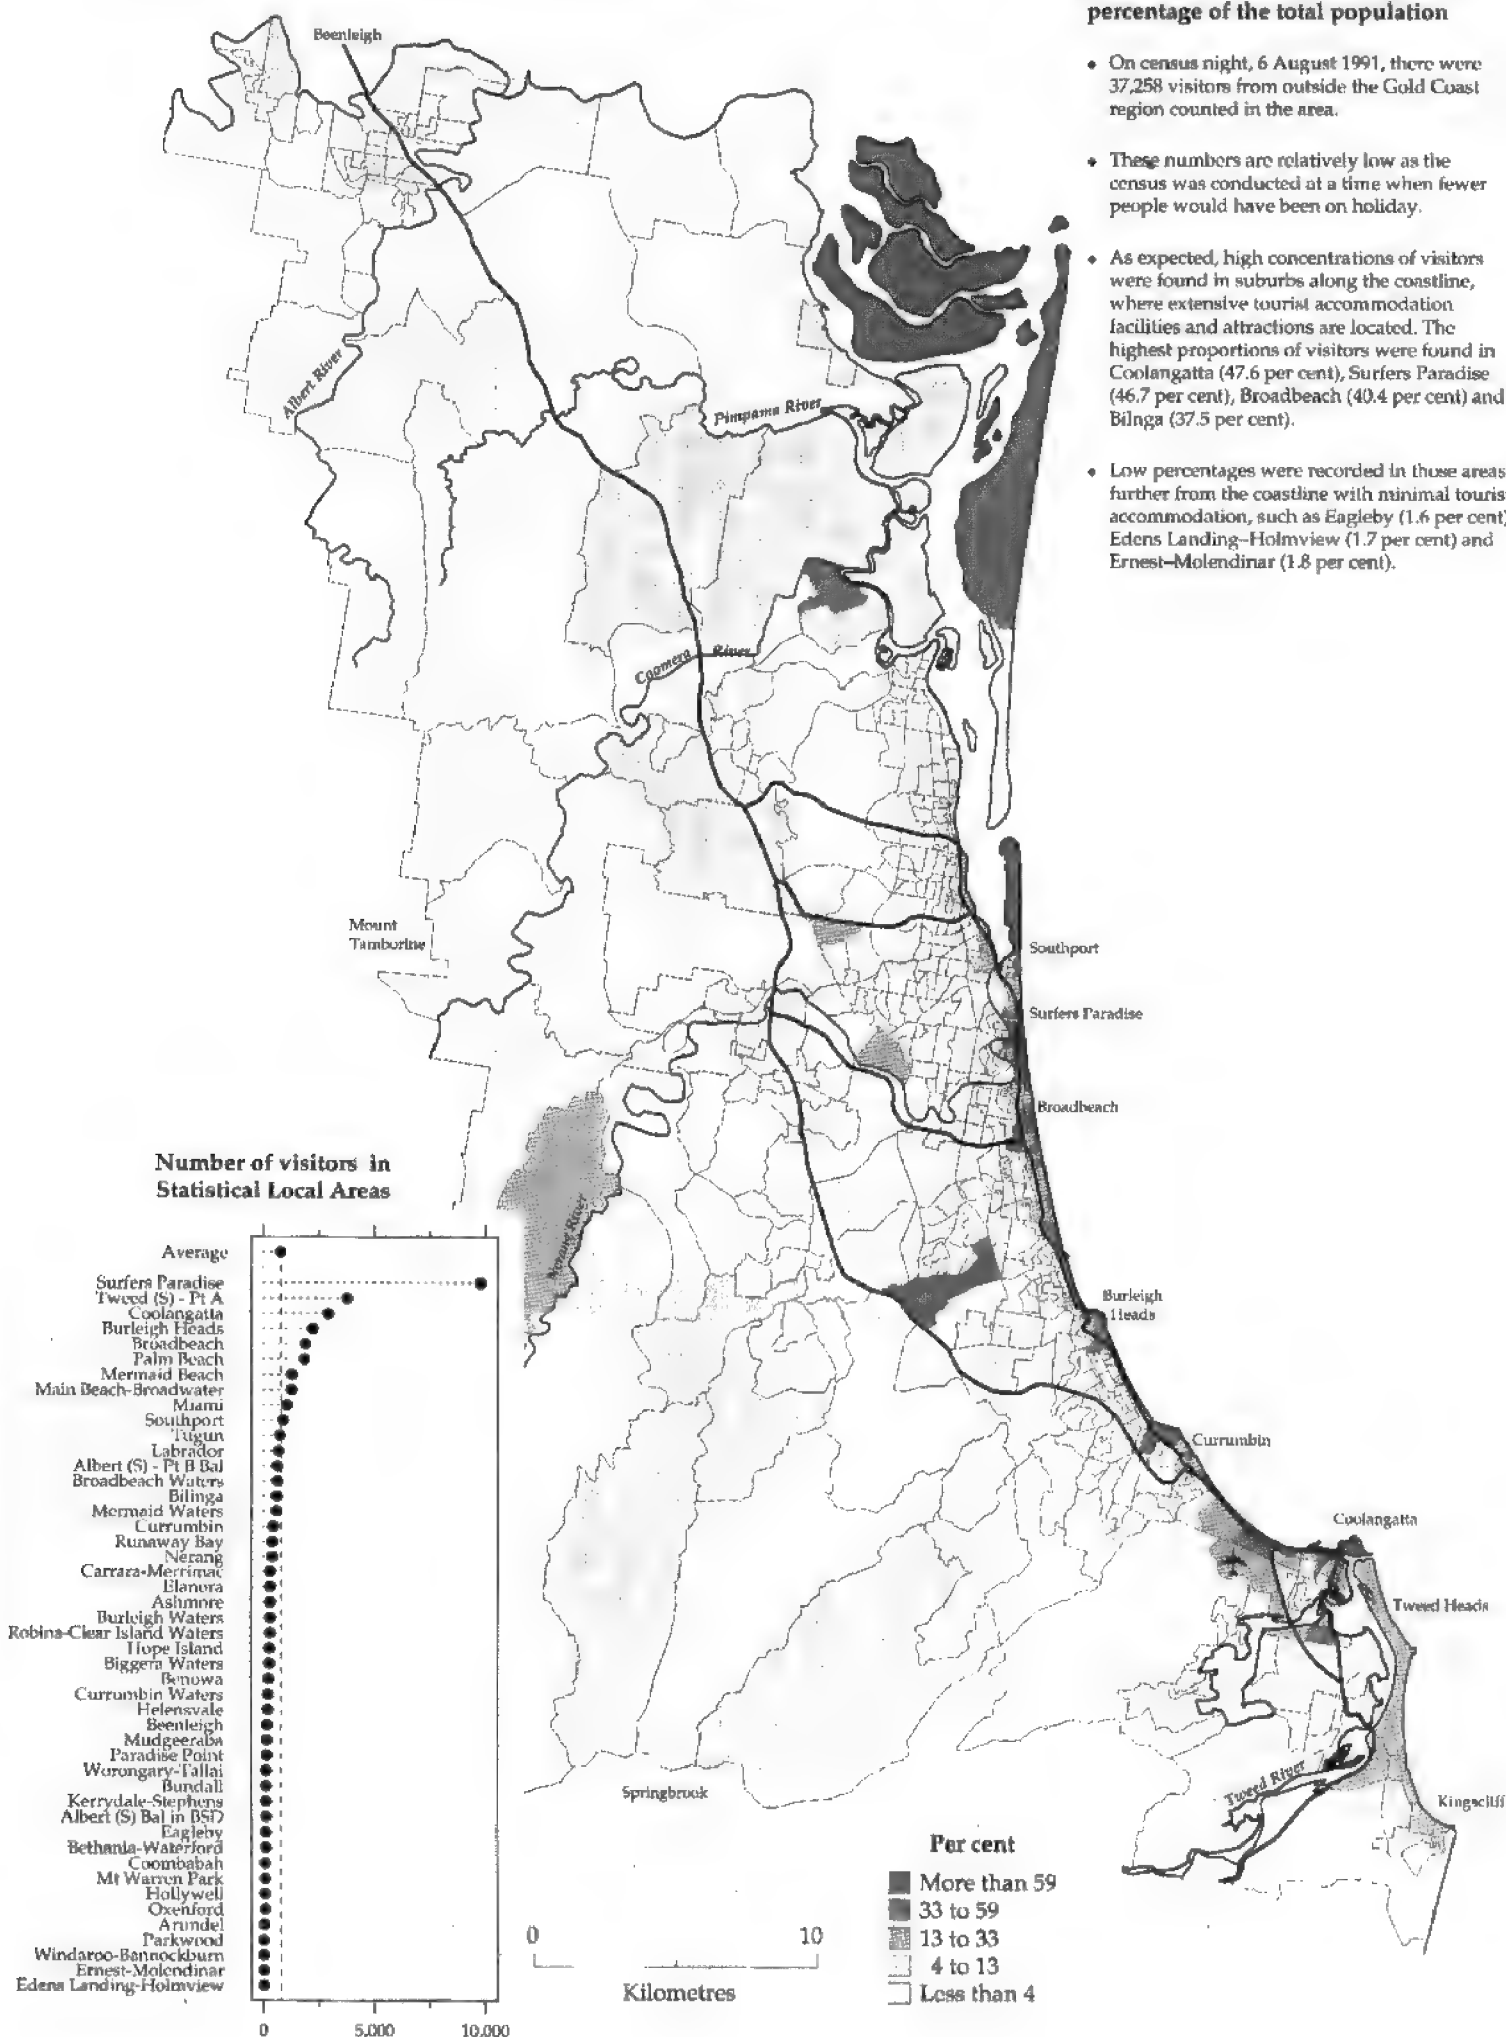 percentage of the total population
• On census night, 6 August 1991, there were
37,258 visitors from outside the Gold Coast
region counted in the area.
• These numbers are relatively low as the
census was conducted at a time when fewer
people would have been on holiday.
• As expected, high concentrations of visitors
were found in suburbs along the coastline,
where extensive tourist accommodation
facilities and attractions are located. The
highest proportions of visitors were found in
Coolangatta (47.6 per cent), Surfers Paradise
(46.7 per cent), Broadbeach (40.4 per cent) and
Bilnga (37.5 per cent).
• Low percentages were recorded in those areas
further from the coastline with minimal touris
accommodation, such as Eagleby (1.6 per cent)
Edens Landing–Holmview (1.7 per cent) and
Ernest–Molendinar (1.8 per cent).
Beenleigh
Albert River
Pimpama River
Coomera River
Mount
Tamborine
Southport
Surfers Paradise
Broadbeach
Nerang River
Burleigh
Heads
Currumbin
Coolangatta
Tweed Heads
Tweed River
Kingscliff
Springbrook
Number of visitors in
Statistical Local Areas
Average
Surfers Paradise
Tweed (S) - Pt A
Coolangatta
Burleigh Heads
Broadbeach
Palm Beach
Mermaid Beach
Main Beach-Broadwater
Miami
Southport
Tugun
Labrador
Albert (S) - Pt B Bal
Broadbeach Waters
Bilinga
Mermaid Waters
Currumbin
Runaway Bay
Nerang
Carrara-Merrimac
Elanora
Ashmore
Burleigh Waters
Robina-Clear Island Waters
Hope Island
Biggera Waters
Benowa
Currumbin Waters
Helensvale
Beenleigh
Mudgeeraba
Paradise Point
Worongary-Tallai
Bundall
Kerrydale-Stephens
Albert (S) Bal in BSD
Eagleby
Bethania-Waterford
Coombabah
Mt Warren Park
Hollywell
Oxenford
Arundel
Parkwood
Windaroo-Bannockburn
Ernest-Molendinar
Edens Landing-Holmview
0 5,000 10,000
0 10
Kilometres
Per cent
More than 59
33 to 59
13 to 33
4 to 13
Less than 4